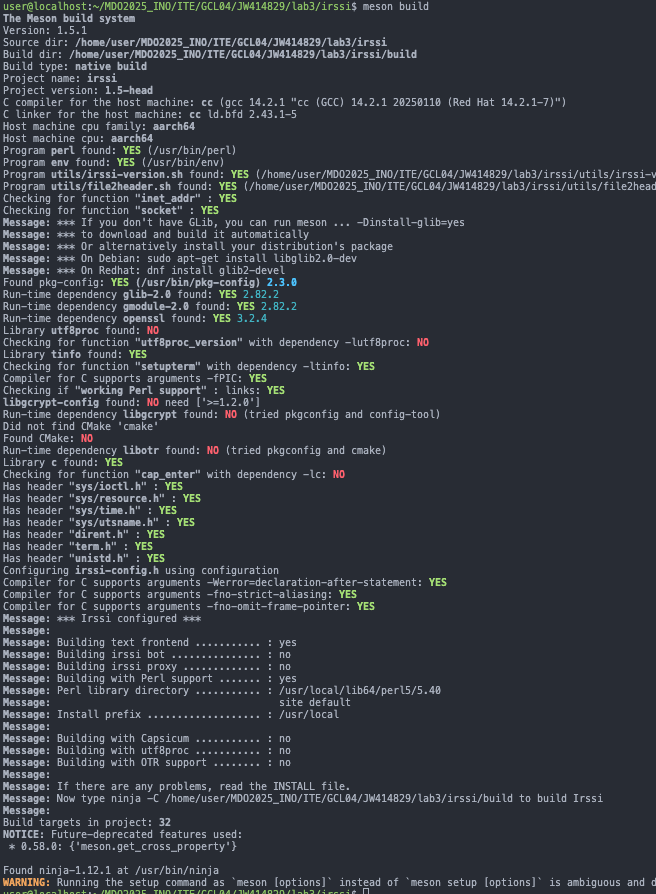 user@localhost:~/MDO2025_INO/ITE/GCL04/JW414829/lab3/irssi$ meson build
The Meson build system
Version: 1.5.1
Source dir: /home/user/MDO2025_INO/ITE/GCL04/JW414829/lab3/irssi
Build dir: /home/user/MDO2025_INO/ITE/GCL04/JW414829/lab3/irssi/build
Build type: native build
Project name: irssi
Project version: 1.5-head
C compiler for the host machine: cc (gcc 14.2.1 "cc (GCC) 14.2.1 20250110 (Red Hat 14.2.1-7)")
C linker for the host machine: cc ld.bfd 2.43.1-5
Host machine cpu family: aarch64
Host machine cpu: aarch64
Program perl found: YES (/usr/bin/perl)
Program env found: YES (/usr/bin/env)
Program utils/irssi-version.sh found: YES (/home/user/MDO2025_INO/ITE/GCL04/JW414829/lab3/irssi/utils/irssi-v
Program utils/file2header.sh found: YES (/home/user/MDO2025_INO/ITE/GCL04/JW414829/lab3/irssi/utils/file2head
Checking for function "inet_addr" : YES
Checking for function "socket" : YES
Message: *** If you don't have GLib, you can run meson ... -Dinstall-glib=yes
Message: *** to download and build it automatically
Message: *** Or alternatively install your distribution's package
Message: *** On Debian: sudo apt-get install libglib2.0-dev
Message: *** On Redhat: dnf install glib2-devel
Found pkg-config: YES (/usr/bin/pkg-config) 2.3.0
Run-time dependency glib-2.0 found: YES 2.82.2
Run-time dependency gmodule-2.0 found: YES 2.82.2
Run-time dependency openssl found: YES 3.2.4
Library utf8proc found: NO
Checking for function "utf8proc_version" with dependency -lutf8proc: NO
Library tinfo found: YES
Checking for function "setupterm" with dependency -ltinfo: YES
Compiler for C supports arguments -fPIC: YES
Checking if "working Perl support" : links: YES
libgcrypt-config found: NO need ['>=1.2.0']
Run-time dependency libgcrypt found: NO (tried pkgconfig and config-tool)
Did not find CMake 'cmake'
Found CMake: NO
Run-time dependency libotr found: NO (tried pkgconfig and cmake)
Library c found: YES
Checking for function "cap_enter" with dependency -lc: NO
Has header "sys/ioctl.h" : YES
Has header "sys/resource.h" : YES
Has header "sys/time.h" : YES
Has header "sys/utsname.h" : YES
Has header "dirent.h" : YES
Has header "term.h" : YES
Has header "unistd.h" : YES
Configuring irssi-config.h using configuration
Compiler for C supports arguments -Werror=declaration-after-statement: YES
Compiler for C supports arguments -fno-strict-aliasing: YES
Compiler for C supports arguments -fno-omit-frame-pointer: YES
Message: *** Irssi configured ***
Message:
Message: Building text frontend ........... : yes
Message: Building irssi bot ............... : no
Message: Building irssi proxy ............. : no
Message: Building with Perl support ....... : yes
Message: Perl library directory ........... : /usr/local/lib64/perl5/5.40
Message:                                      site default
Message: Install prefix ................... : /usr/local
Message:
Message: Building with Capsicum ........... : no
Message: Building with utf8proc ........... : no
Message: Building with OTR support ........ : no
Message:
Message: If there are any problems, read the INSTALL file.
Message: Now type ninja -C /home/user/MDO2025_INO/ITE/GCL04/JW414829/lab3/irssi/build to build Irssi
Message:
Build targets in project: 32
NOTICE: Future-deprecated features used:
 * 0.58.0: {'meson.get_cross_property'}

Found ninja-1.12.1 at /usr/bin/ninja
WARNING: Running the setup command as `meson [options]` instead of `meson setup [options]` is ambiguous and d
user@localhost:~/MDO2025_INO/ITE/GCL04/JW414829/lab3/irssi$